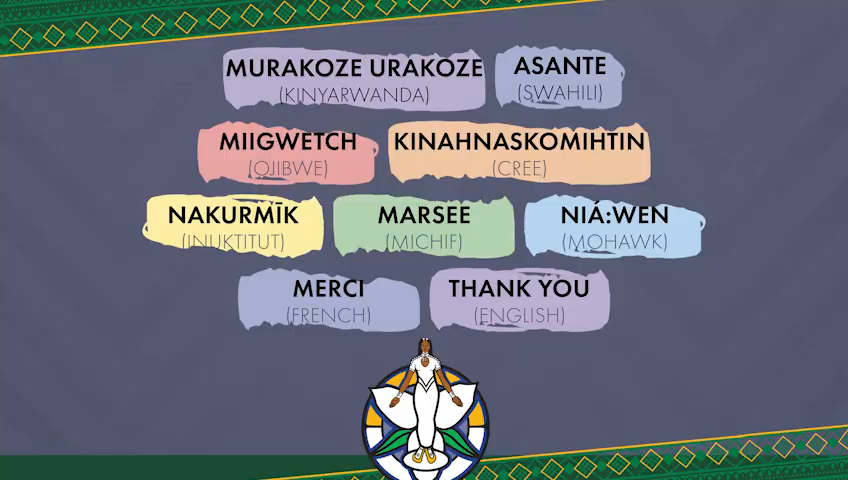 MURAKOZE URAKOZE
(KINYARWANDA)
ASANTE
(SWAHILI)
MIIGWETCH
(OJIBWE)
KINAHNASKOMIHTIN
(CREE)
NAKURMĪK
(INUKTITUT)
MARSEE
(MICHIF)
NIÁ:WEN
(MOHAWK)
MERCI
(FRENCH)
THANK YOU
(ENGLISH)